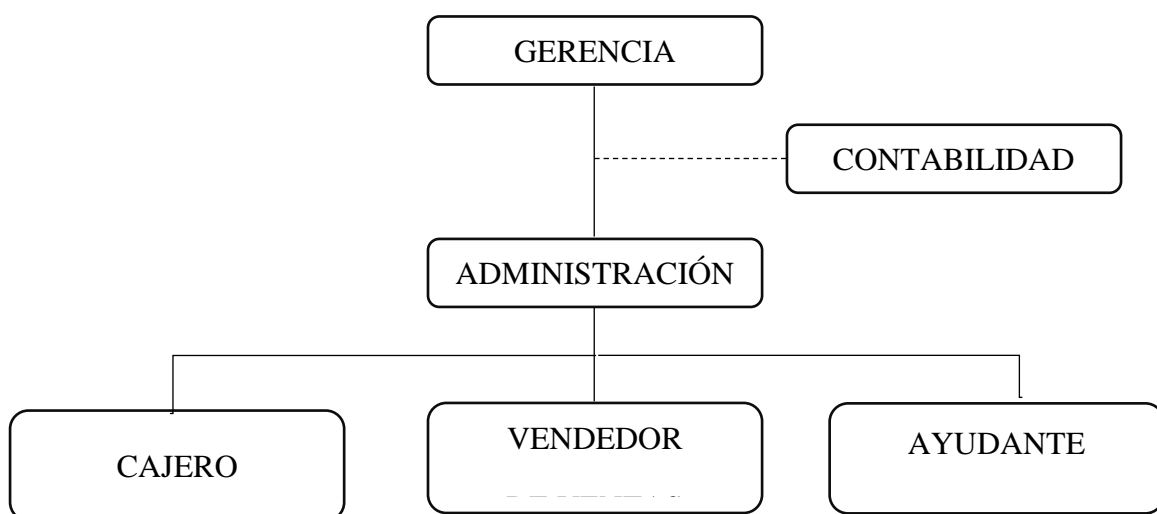 GERENCIA
CONTABILIDAD
ADMINISTRACIÓN
CAJERO
VENDEDOR
AYUDANTE